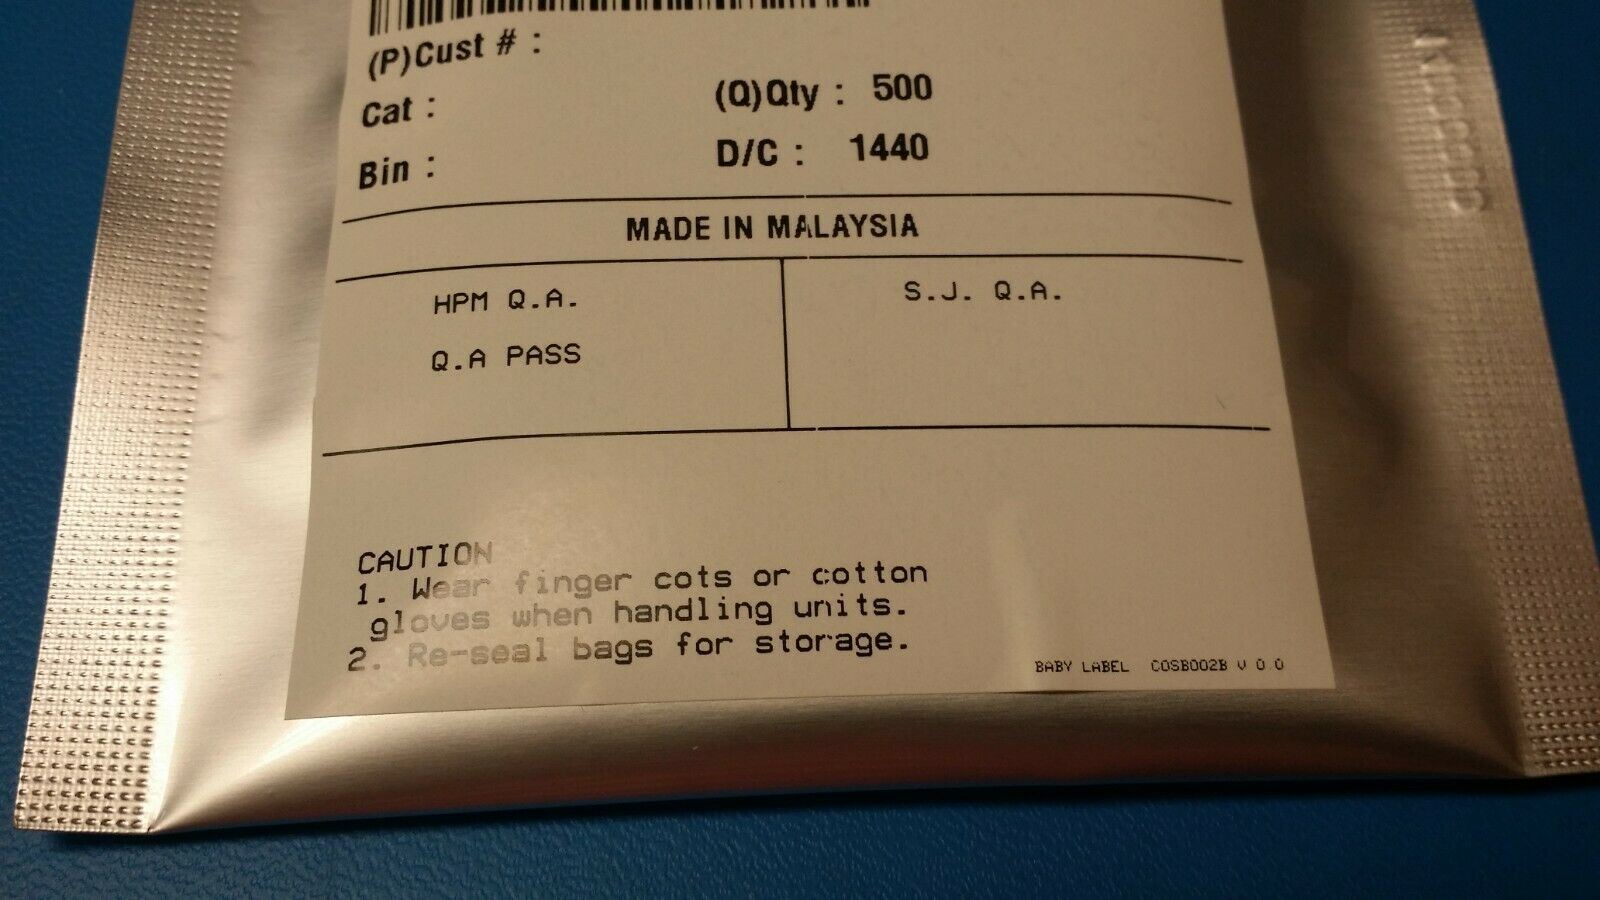 (P)Cust # :
Cat :
(Q)Qty : 500
Bin :
D/C : 1440
MADE IN MALAYSIA
HPM Q.A.
S.J. Q.A.
Q.A PASS
CAUTION
1. Wear finger cots or cotton
gloves when handling units.
2. Re-seal bags for storage.
BABY LABEL COSB002B V 0.0